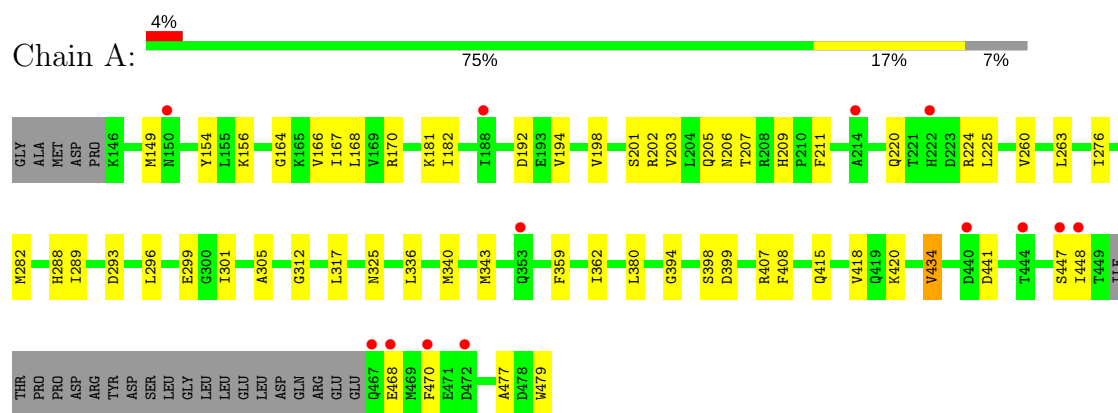 4%
Chain A:
75% 17% 7%
GLY ALA MET ASP PRO K146 M149 N150 Y154 L155 K156 G164 K165 V166 I167 L168 V169 R170 K181 I182 I188 D192 E193 V194 V198 S201 R202 V203 L204 Q205 N206 T207 R208 H209 P210 F211 A214 Q220 T221 H222 D223 R224 L225 V260 L263 I276
M282 H288 I289 D293 L296 E299 G300 I301 A305 G312 L317 N325 L336 M340 M343 Q353 F359 I362 L380 G394 S398 D399 R407 F408 Q415 V418 Q419 K420 V434 D440 D441 T444 S447 I448 T449 ILE
THR PRO PRO ASP ARG TYR ASP SER LEU GLY LEU LEU GLU LEU ASP GLN ARG GLU GLU Q467 E468 M469 F470 E471 D472 A477 D478 W479